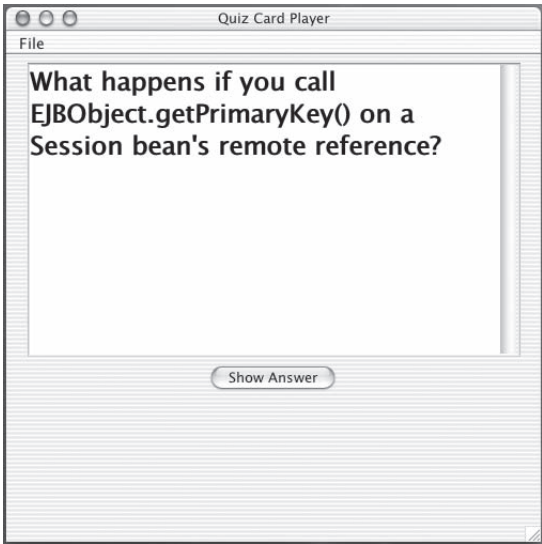 Quiz Card Player
File
What happens if you call
EJBObject.getPrimaryKey() on a
Session bean's remote reference?
Show Answer